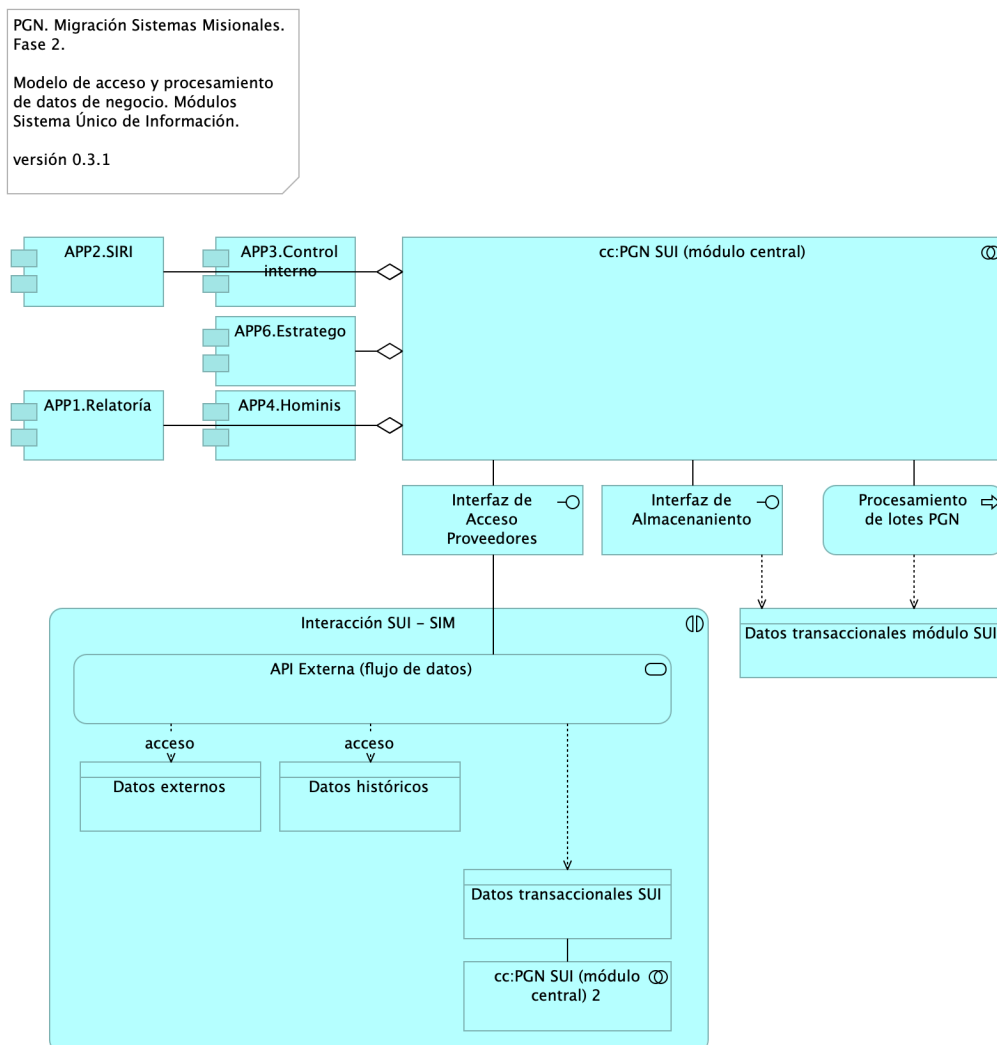 PGN. Migración Sistemas Misionales.
Fase 2.
Modelo de acceso y procesamiento
de datos de negocio. Módulos
Sistema Único de Información.
versión 0.3.1
APP2.SIRI
APP3.Control
interno
cc:PGN SUI (módulo central)
APP6.Estratego
APP1.Relatoría
APP4.Hominis
Interfaz de
Acceso
Proveedores
Interfaz de
Almacenaniento
Procesamiento
de lotes PGN
Datos transaccionales módulo SUI
Interacción SUI – SIM
API Externa (flujo de datos)
acceso
acceso
Datos externos
Datos históricos
Datos transaccionales SUI
cc:PGN SUI (módulo
central) 2